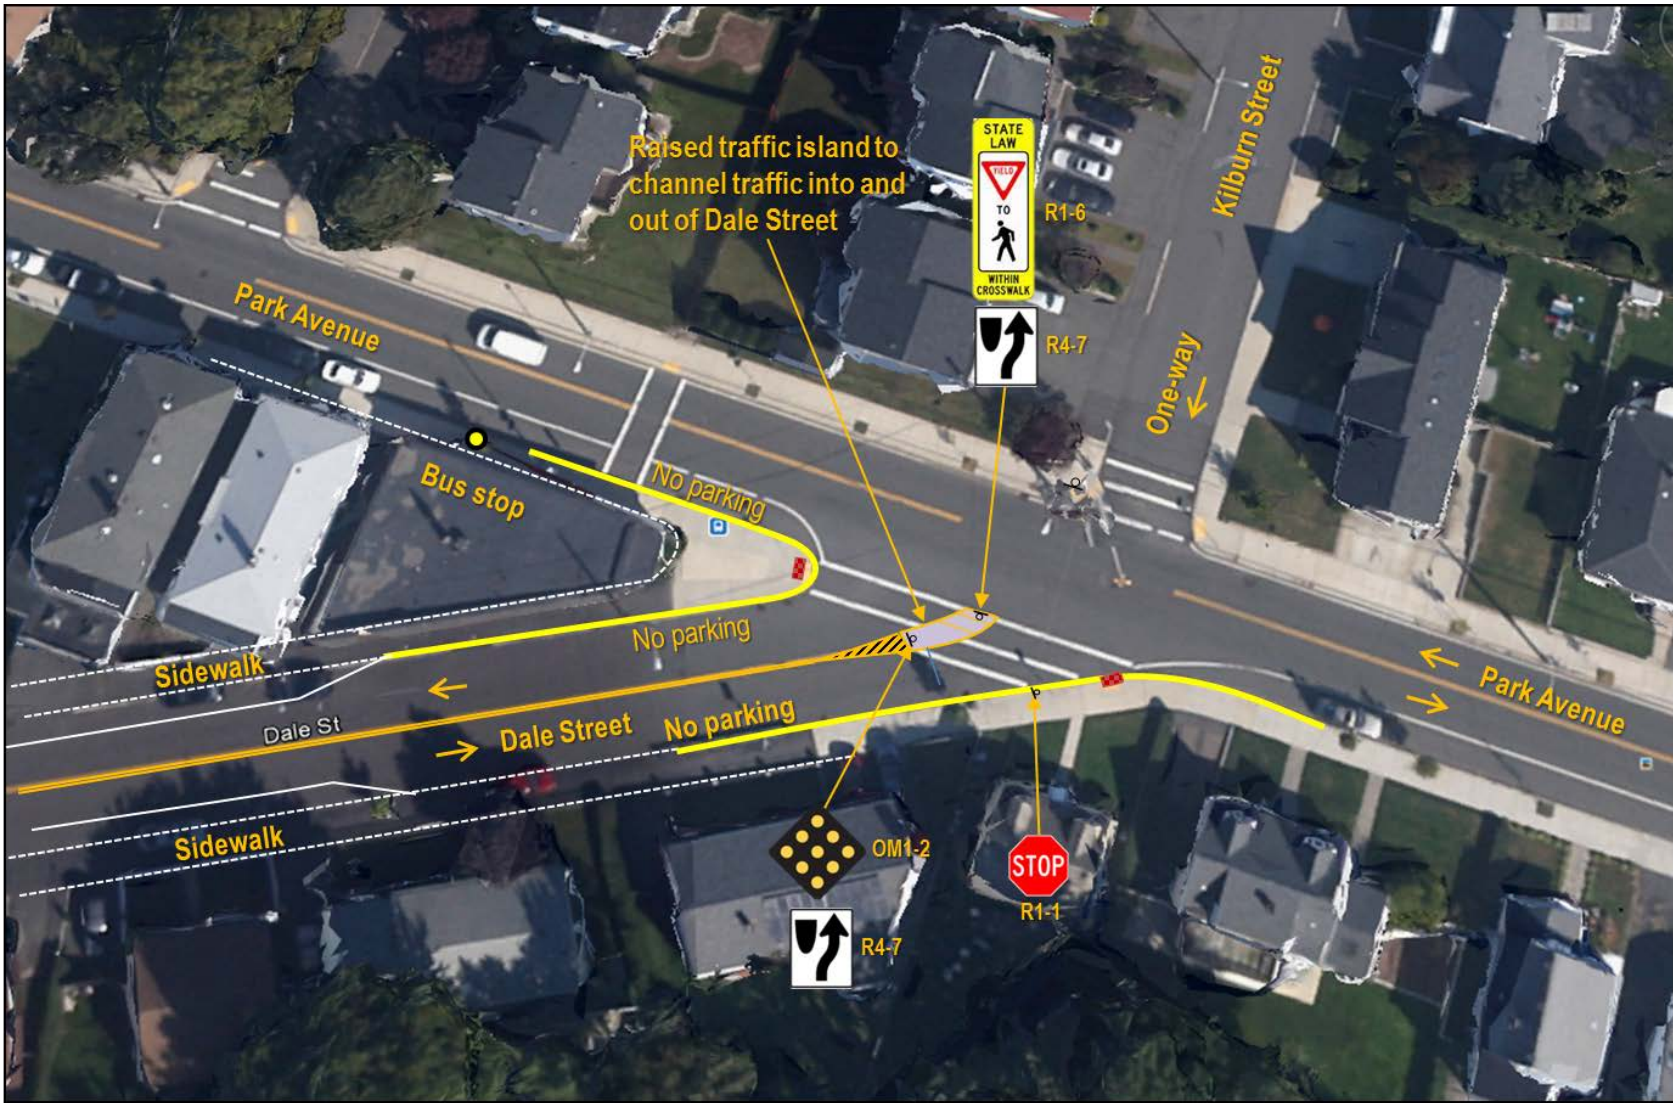 Raised traffic island to
channel traffic into and
out of Dale Street
STATE
LAW
YIELD
TO
WITHIN
CROSSWALK
R1-6
R4-7
Kilburn Street
One-way
Park Avenue
Bus stop
No parking
No parking
Sidewalk
Dale St
Dale Street
No parking
Park Avenue
Sidewalk
OM1-2
STOP
R1-1
R4-7